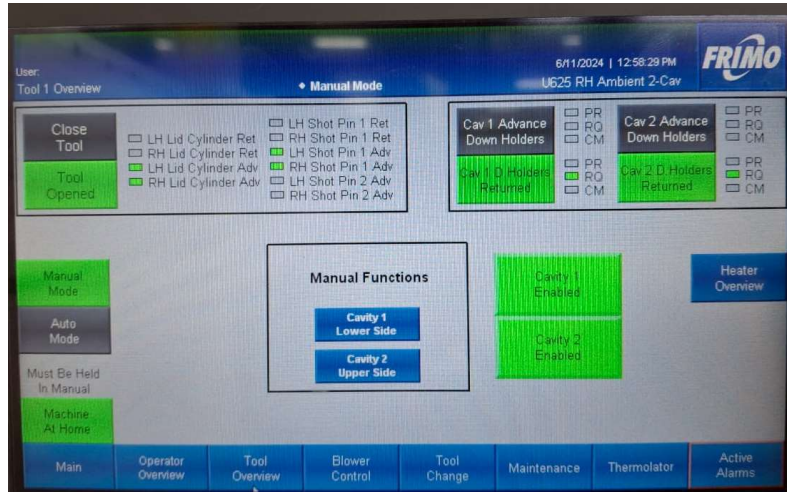 6/11/2024 | 12:58:29 PM
FRIMO
User:
Tool 1 Overview
♦ Manual Mode
U625 RH Ambient 2-Cav
Close
Tool
Tool
Opened
LH Lid Cylinder Ret
RH Lid Cylinder Ret
LH Lid Cylinder Adv
RH Lid Cylinder Adv
LH Shot Pin 1 Ret
RH Shot Pin 1 Ret
LH Shot Pin 1 Adv
RH Shot Pin 1 Adv
LH Shot Pin 2 Adv
RH Shot Pin 2 Adv
Cav 1 Advance
Down Holders
PR
RQ
CM
Cav 1 D.Holders
Returned
PR
RQ
CM
Cav 2 Advance
Down Holders
PR
RQ
CM
Cav 2 D.Holders
Returned
PR
RQ
CM
Manual
Mode
Auto
Mode
Must Be Held
In Manual
Machine
At Home
Manual Functions
Cavity 1
Lower Side
Cavity 2
Upper Side
Cavity 1
Enabled
Cavity 2
Enabled
Heater
Overview
Main
Operator
Overview
Tool
Overview
Blower
Control
Tool
Change
Maintenance
Thermolator
Active
Alarms